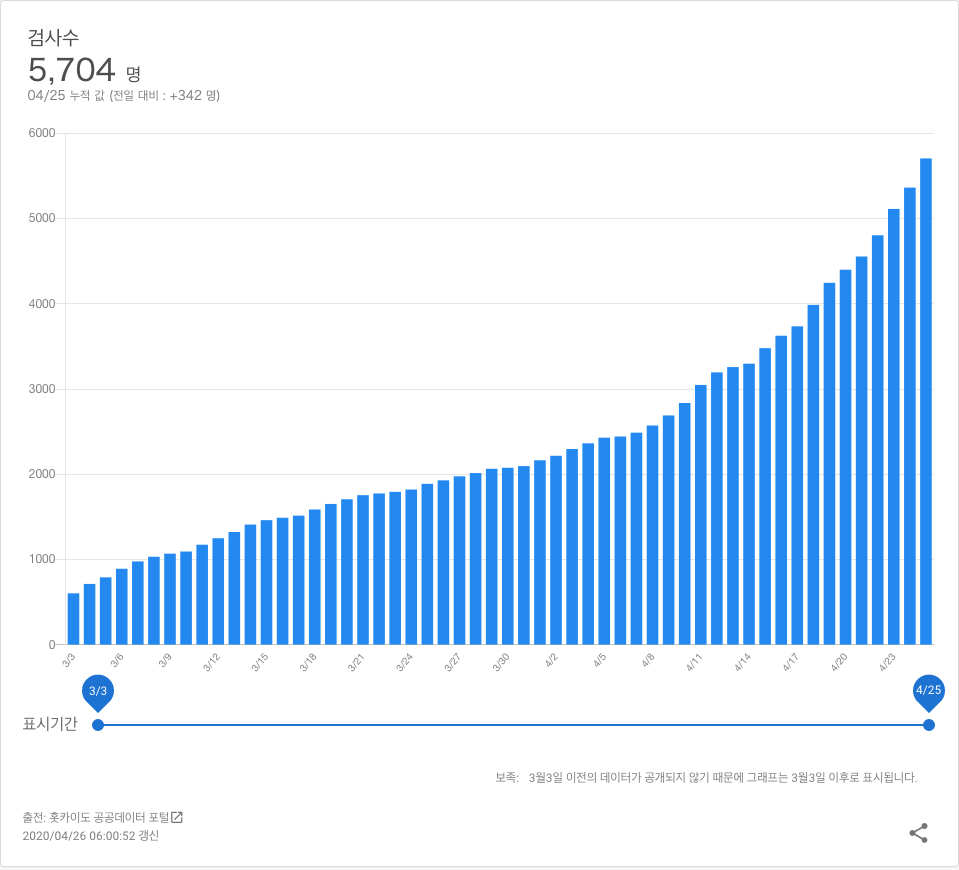 검사수
5,704 명
04/25 누적 값 (전일 대비 : +342 명)
6000
5000
4000
3000
2000
1000
0
3/3 3/6 3/9 3/12 3/15 3/18 3/21 3/24 3/27 3/30 4/2 4/5 4/8 4/11 4/14 4/17 4/20 4/23
3/3 4/25
표시기간
보족: 3월3일 이전의 데이터가 공개되지 않기 때문에 그래프는 3월3일 이후로 표시됩니다.
출전: 홋카이도 공공데이터 포털
2020/04/26 06:00:52 갱신